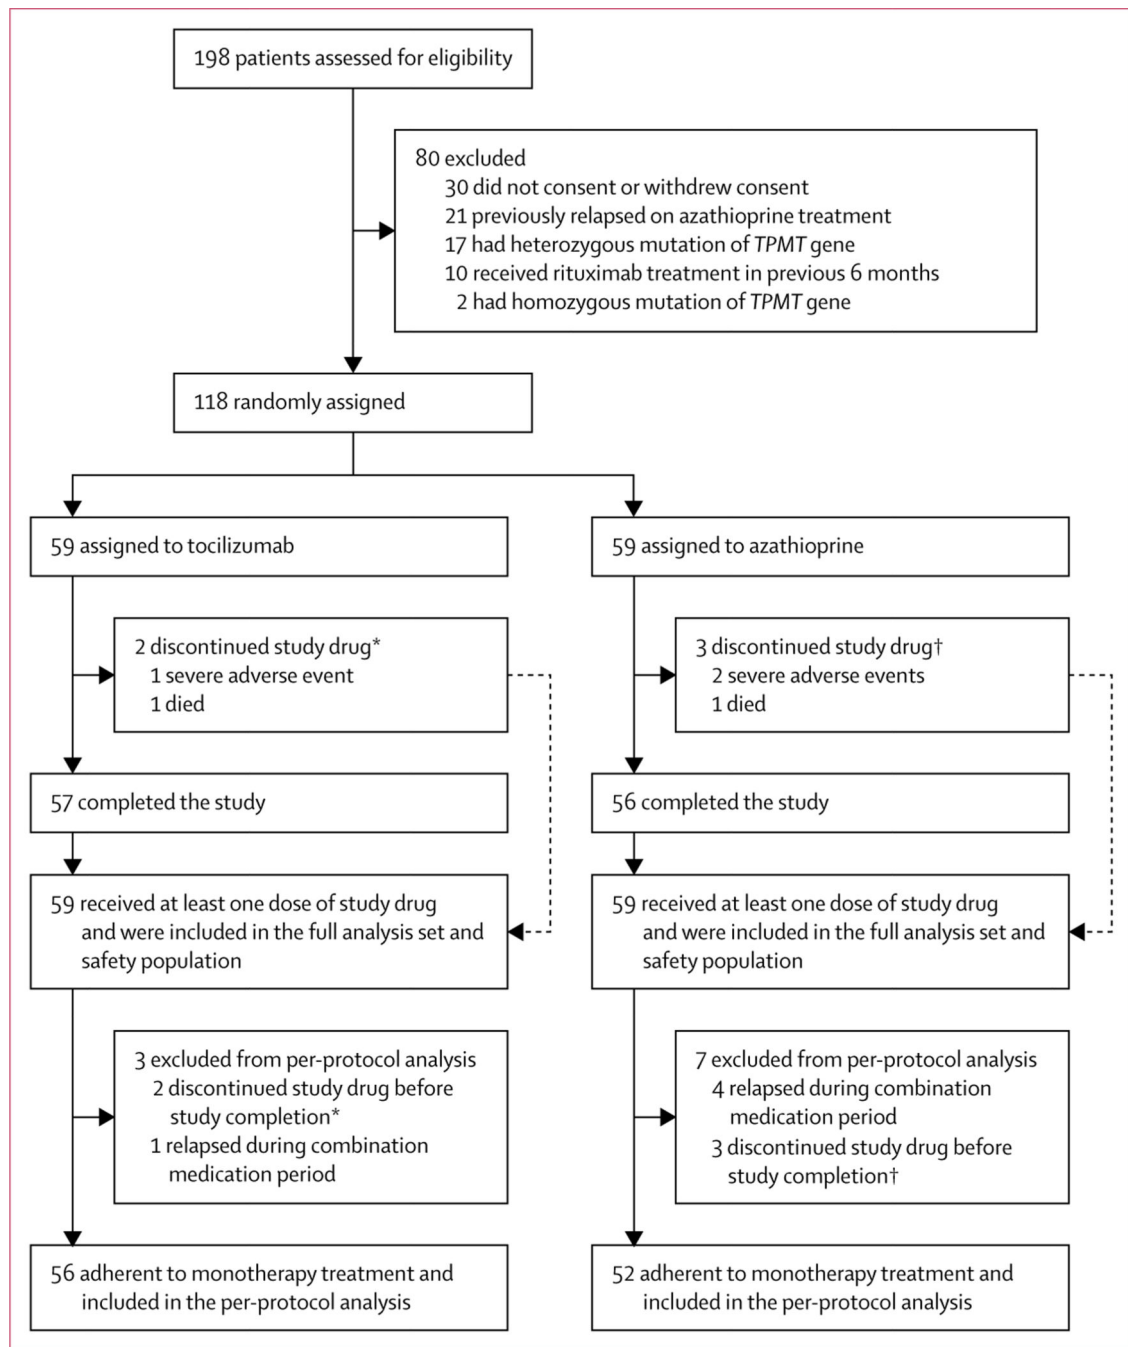 198 patients assessed for eligibility
80 excluded
30 did not consent or withdrew consent
21 previously relapsed on azathioprine treatment
17 had heterozygous mutation of TPMT gene
10 received rituximab treatment in previous 6 months
2 had homozygous mutation of TPMT gene
118 randomly assigned
59 assigned to tocilizumab
2 discontinued study drug*
1 severe adverse event
1 died
57 completed the study
59 received at least one dose of study drug
and were included in the full analysis set and
safety population
3 excluded from per-protocol analysis
2 discontinued study drug before
study completion*
1 relapsed during combination
medication period
56 adherent to monotherapy treatment and
included in the per-protocol analysis
59 assigned to azathioprine
3 discontinued study drug†
2 severe adverse events
1 died
56 completed the study
59 received at least one dose of study drug
and were included in the full analysis set and
safety population
7 excluded from per-protocol analysis
4 relapsed during combination
medication period
3 discontinued study drug before
study completion†
52 adherent to monotherapy treatment and
included in the per-protocol analysis